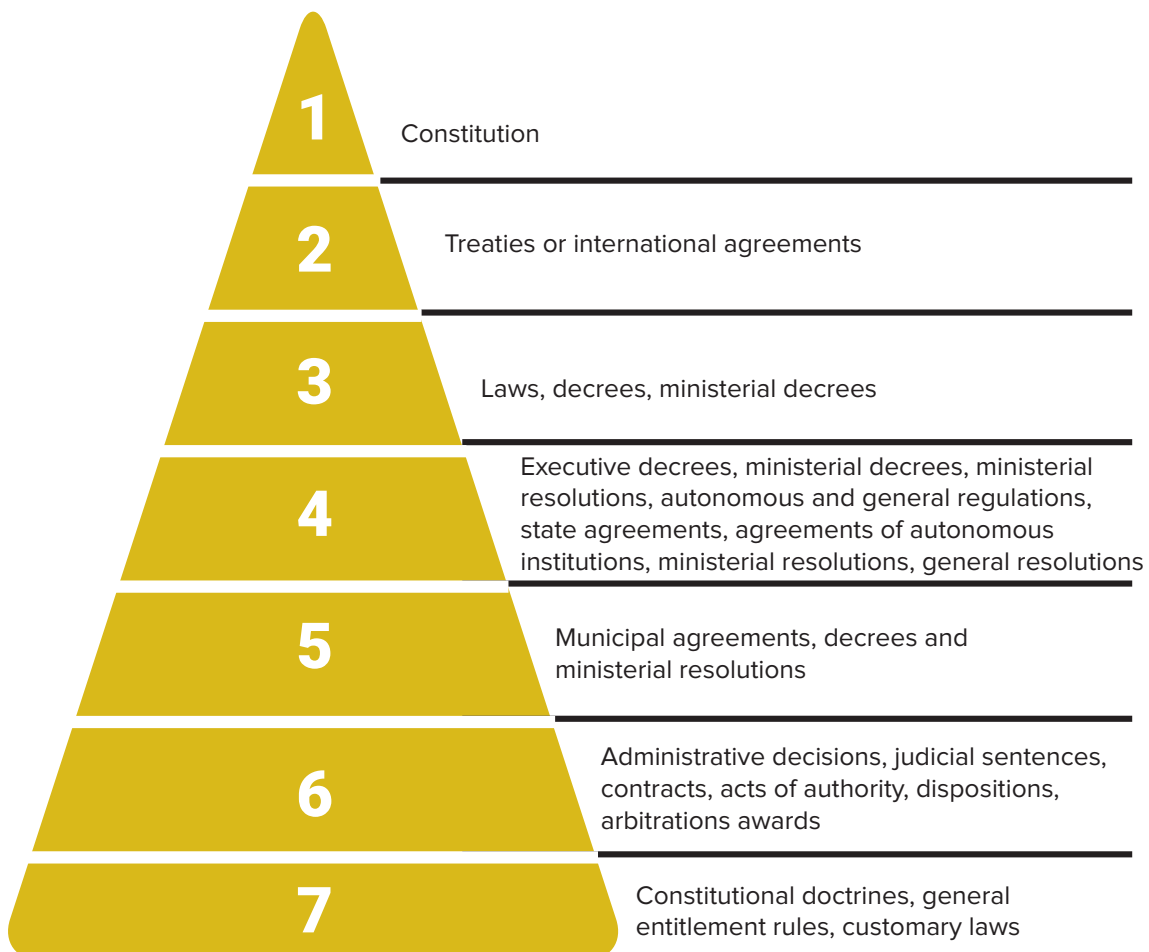 1
Constitution
2
Treaties or international agreements
3
Laws, decrees, ministerial decrees
4
Executive decrees, ministerial decrees, ministerial
resolutions, autonomous and general regulations,
state agreements, agreements of autonomous
institutions, ministerial resolutions, general resolutions
5
Municipal agreements, decrees and
ministerial resolutions
6
Administrative decisions, judicial sentences,
contracts, acts of authority, dispositions,
arbitrations awards
7
Constitutional doctrines, general
entitlement rules, customary laws